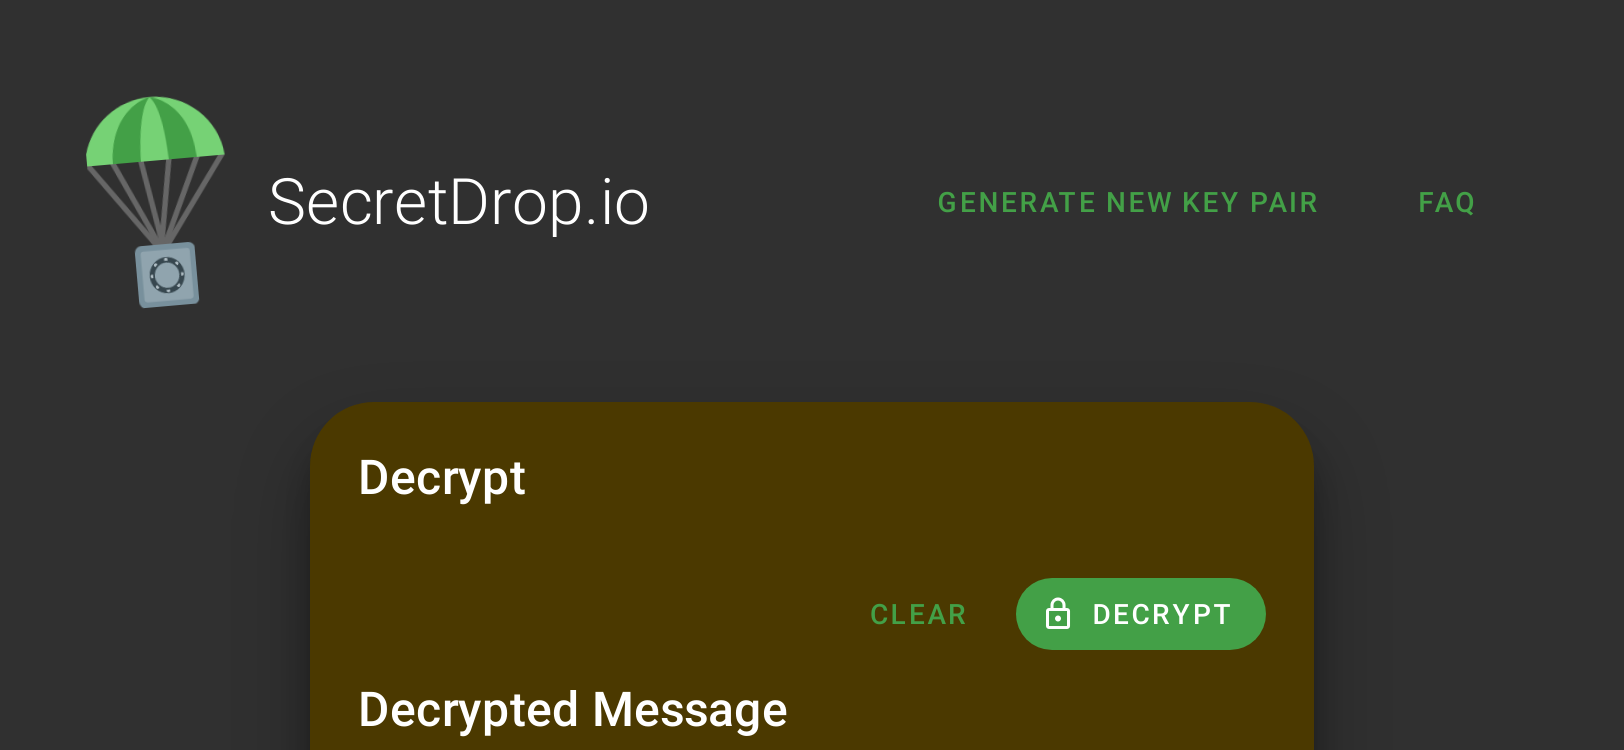 SecretDrop.io
GENERATE NEW KEY PAIR
FAQ
Decrypt
CLEAR
DECRYPT
Decrypted Message